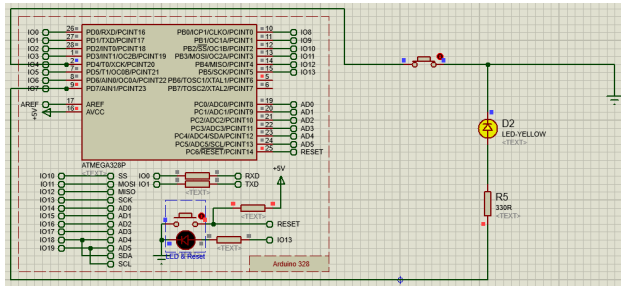 IO0 26 PD0/RXD/PCINT16 PB0/ICP1/CLKO/PCINT0 14 IO8
IO1 27 PD1/TXD/PCINT17 PB1/OC1A/PCINT1 11 IO9
IO2 28 PD2/INT0/PCINT18 PB2/SS/OC1B/PCINT2 12 IO10
IO3 1 PD3/INT1/OC2B/PCINT19 PB3/MOSI/OC2A/PCINT3 13 IO11
IO4 2 PD4/T0/XCK/PCINT20 PB4/MISO/PCINT4 14 IO12
IO5 7 PD5/T1/OC0B/PCINT21 PB5/SCK/PCINT5 15 IO13
IO6 8 PD6/AIN0/OC0A/PCINT22 PB6/TOSC1/XTAL1/PCINT6 5
IO7 9 PD7/AIN1/PCINT23 PB7/TOSC2/XTAL2/PCINT7 6
AREF 17 AREF PC0/ADC0/PCINT8 19 AD0
+5V 16 AVCC PC1/ADC1/PCINT9 20 AD1
PC2/ADC2/PCINT10 21 AD2
PC3/ADC3/PCINT11 22 AD3
PC4/ADC4/SDA/PCINT12 23 AD4
PC5/ADC5/SCL/PCINT13 24 AD5
PC6/RESET/PCINT14 25 RESET
ATMEGA328P
<TEXT>
D2
LED-YELLOW
<TEXT>
R5
330R
<TEXT>
+5V
IO10 SS IO0 RXD
IO11 MOSI IO1 TXD
IO12 MISO <TEXT>
IO13 SCK
IO14 AD0
IO15 AD1 <TEXT>
IO16 AD2 RESET
IO17 AD3
IO18 AD4 IO13
IO19 AD5 <TEXT>
SDA LED & Reset
SCL
Arduino 328